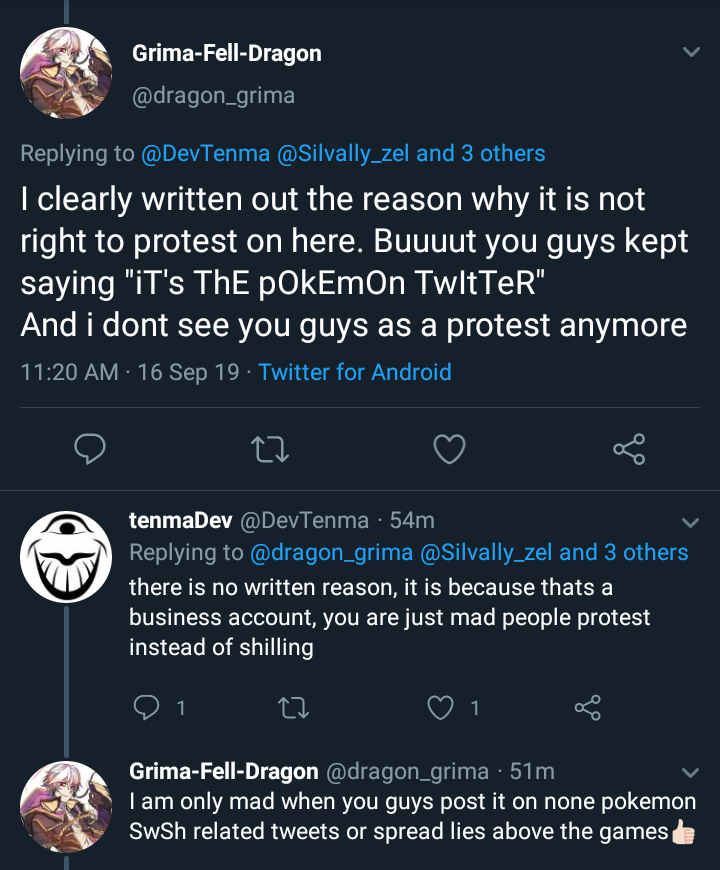 Grima-Fell-Dragon
@dragon_grima
Replying to @DevTenma @Silvally_zel and 3 others
I clearly written out the reason why it is not
right to protest on here. Buuuut you guys kept
saying "iT's ThE pOkEmOn TwItTeR"
And i dont see you guys as a protest anymore
11:20 AM · 16 Sep 19 · Twitter for Android
tenmaDev @DevTenma · 54m
Replying to @dragon_grima @Silvally_zel and 3 others
there is no written reason, it is because thats a
business account, you are just mad people protest
instead of shilling
1 1
Grima-Fell-Dragon @dragon_grima · 51m
I am only mad when you guys post it on none pokemon
SwSh related tweets or spread lies above the games👍🏻